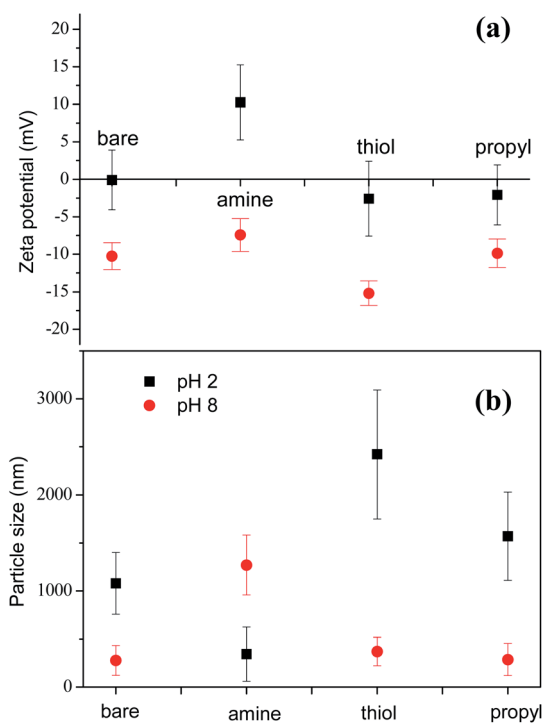 (a)
Zeta potential (mV)
20
15
10
5
0
-5
-10
-15
-20
bare
amine
thiol
propyl
(b)
pH 2
pH 8
Particle size (nm)
3000
2000
1000
0
bare
amine
thiol
propyl